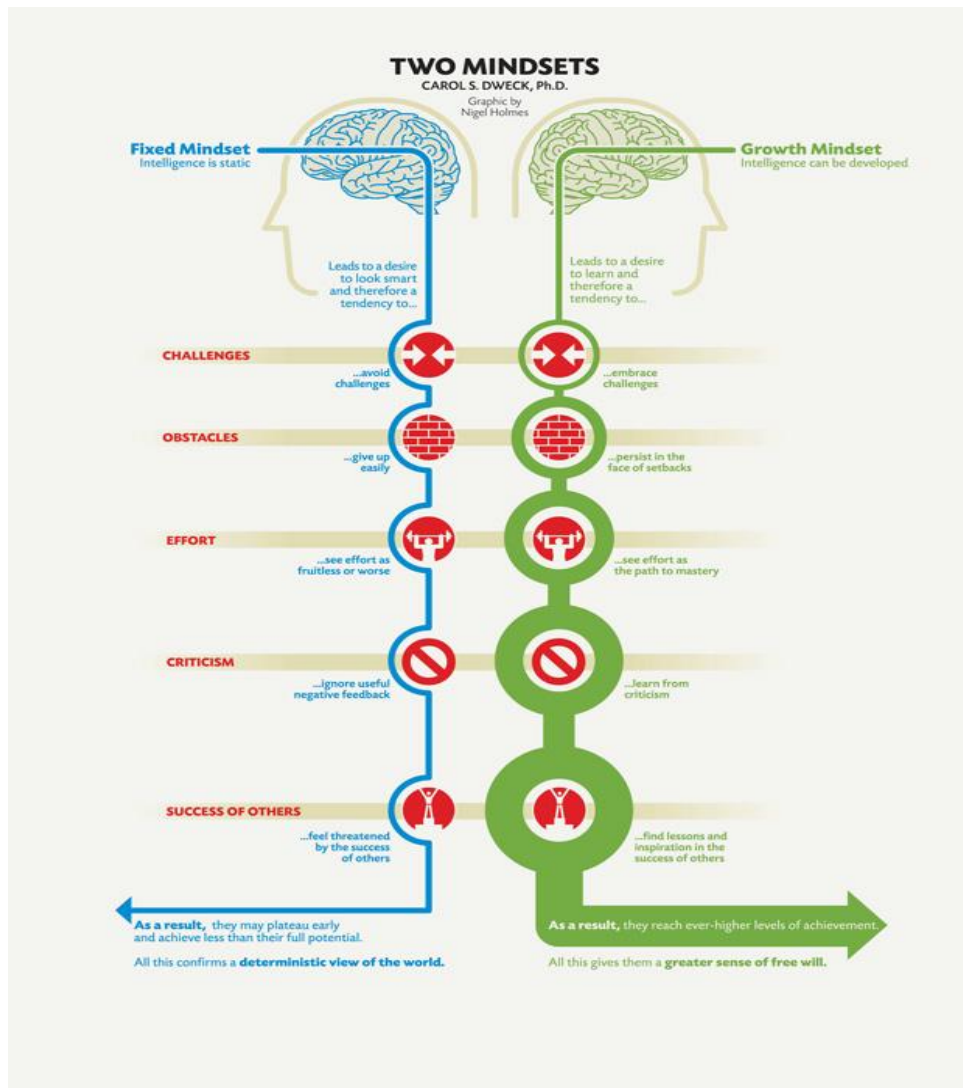 TWO MINDSETS
CAROL S. DWECK, Ph.D.
Graphic by
Nigel Holmes
Fixed Mindset
Intelligence is static
Growth Mindset
Intelligence can be developed
Leads to a desire
to look smart
and therefore a
tendency to...
Leads to a desire
to learn and
therefore a
tendency to...
CHALLENGES
...avoid
challenges
...embrace
challenges
OBSTACLES
...give up
easily
...persist in the
face of setbacks
EFFORT
...see effort as
fruitless or worse
...see effort as
the path to mastery
CRITICISM
...ignore useful
negative feedback
...learn from
criticism
SUCCESS OF OTHERS
...feel threatened
by the success
of others
...find lessons and
inspiration in the
success of others
As a result, they may plateau early
and achieve less than their full potential.
All this confirms a deterministic view of the world.
As a result, they reach ever-higher levels of achievement.
All this gives them a greater sense of free will.